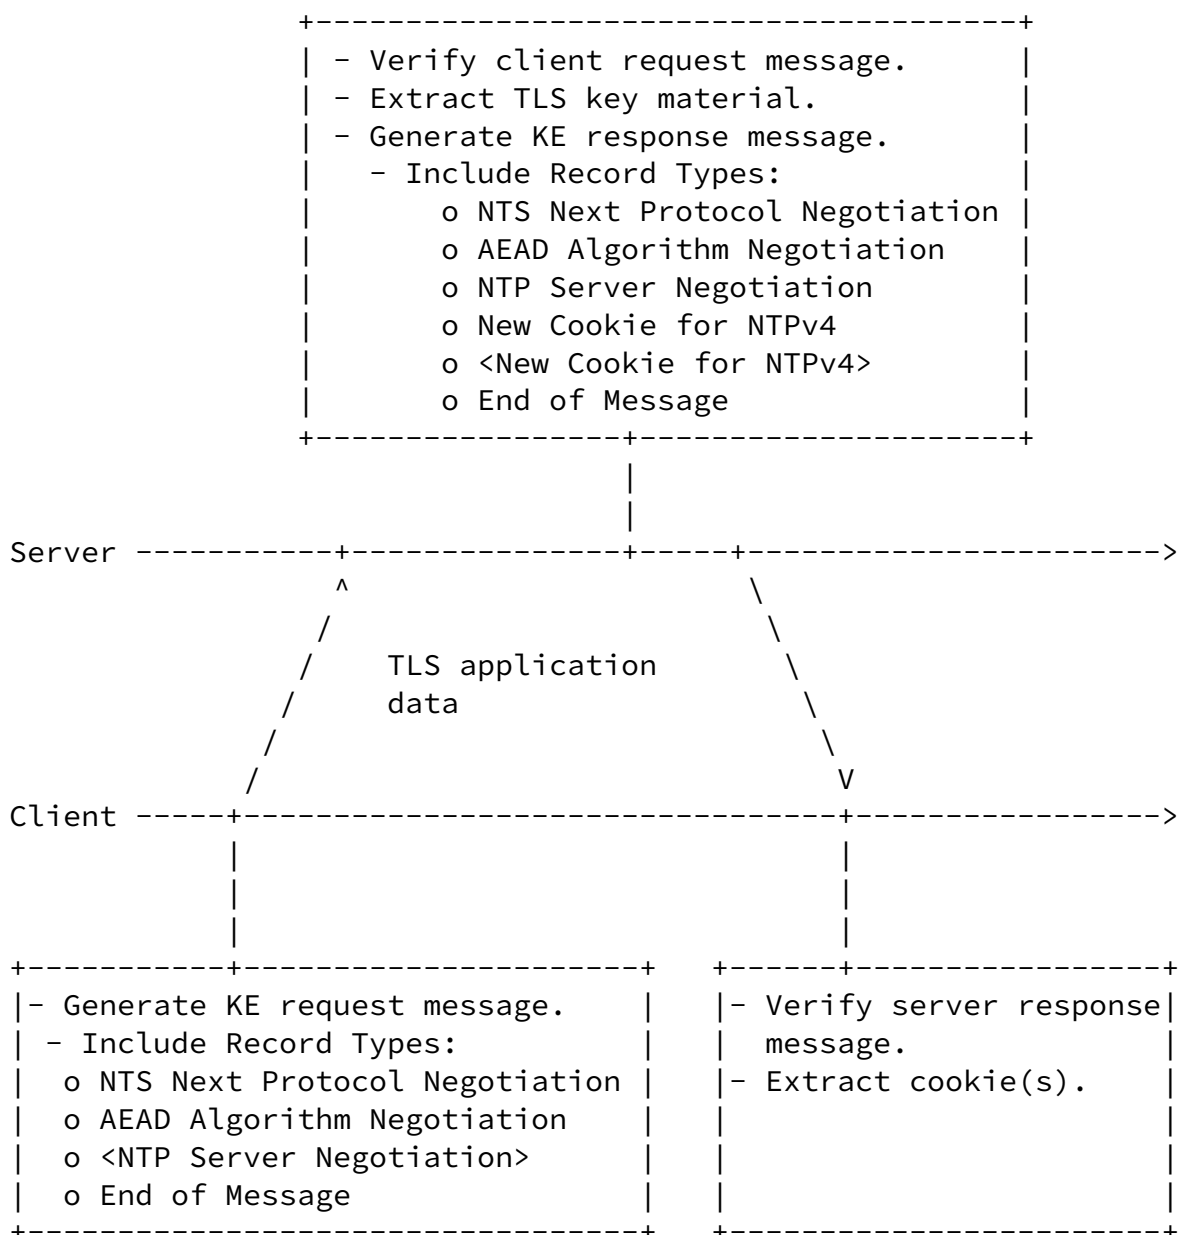 - Verify client request message.
- Extract TLS key material.
- Generate KE response message.
- Include Record Types:
o NTS Next Protocol Negotiation
o AEAD Algorithm Negotiation
o NTP Server Negotiation
o New Cookie for NTPv4
o <New Cookie for NTPv4>
o End of Message
Server
TLS application
data
Client
- Generate KE request message.
- Include Record Types:
o NTS Next Protocol Negotiation
o AEAD Algorithm Negotiation
o <NTP Server Negotiation>
o End of Message
- Verify server response
message.
- Extract cookie(s).